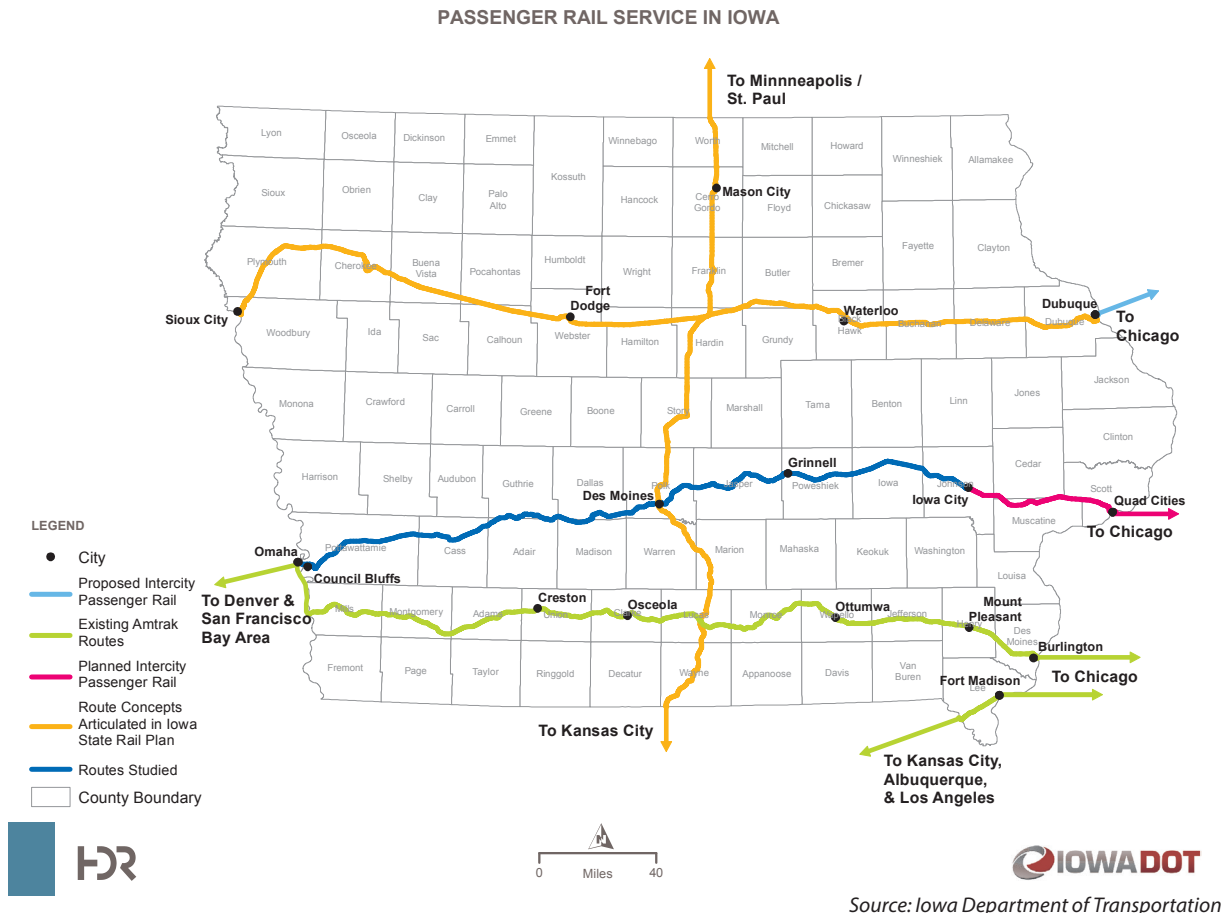 PASSENGER RAIL SERVICE IN IOWA
To Minnneapolis /
St. Paul
Lyon
Osceola
Dickinson
Emmet
Winnebago
Worth
Mitchell
Howard
Winneshiek
Allamakee
Kossuth
Sioux
Obrien
Clay
Palo
Alto
Hancock
Cerro
Gordo
Mason City
Floyd
Chickasaw
Fayette
Clayton
Plymouth
Cherokee
Buena
Vista
Pocahontas
Humboldt
Wright
Franklin
Butler
Bremer
Fort
Dodge
Sioux City
Waterloo
Dubuque
To
Chicago
Woodbury
Ida
Sac
Calhoun
Webster
Hamilton
Hardin
Grundy
Black
Hawk
Buchanan
Delaware
Dubuque
Jackson
Monona
Crawford
Carroll
Greene
Boone
Story
Marshall
Tama
Benton
Linn
Jones
Clinton
Cedar
Harrison
Shelby
Audubon
Guthrie
Dallas
Polk
Jasper
Grinnell
Poweshiek
Iowa
Johnson
Iowa City
Scott
Quad Cities
To Chicago
Des Moines
Muscatine
Omaha
Pottawattamie
Council Bluffs
Cass
Adair
Madison
Warren
Marion
Mahaska
Keokuk
Washington
Louisa
To Denver &
San Francisco
Bay Area
Mills
Montgomery
Adams
Creston
Union
Osceola
Clarke
Lucas
Monroe
Ottumwa
Wapello
Jefferson
Mount
Pleasant
Henry
Des
Moines
Burlington
To Chicago
Fremont
Page
Taylor
Ringgold
Decatur
Wayne
Appanoose
Davis
Van
Buren
Fort Madison
Lee
To Kansas City
To Kansas City,
Albuquerque,
& Los Angeles
LEGEND
City
Proposed Intercity
Passenger Rail
Existing Amtrak
Routes
Planned Intercity
Passenger Rail
Route Concepts
Articulated in Iowa
State Rail Plan
Routes Studied
County Boundary
HDR
N
0
Miles
40
IOWADOT
Source: Iowa Department of Transportation